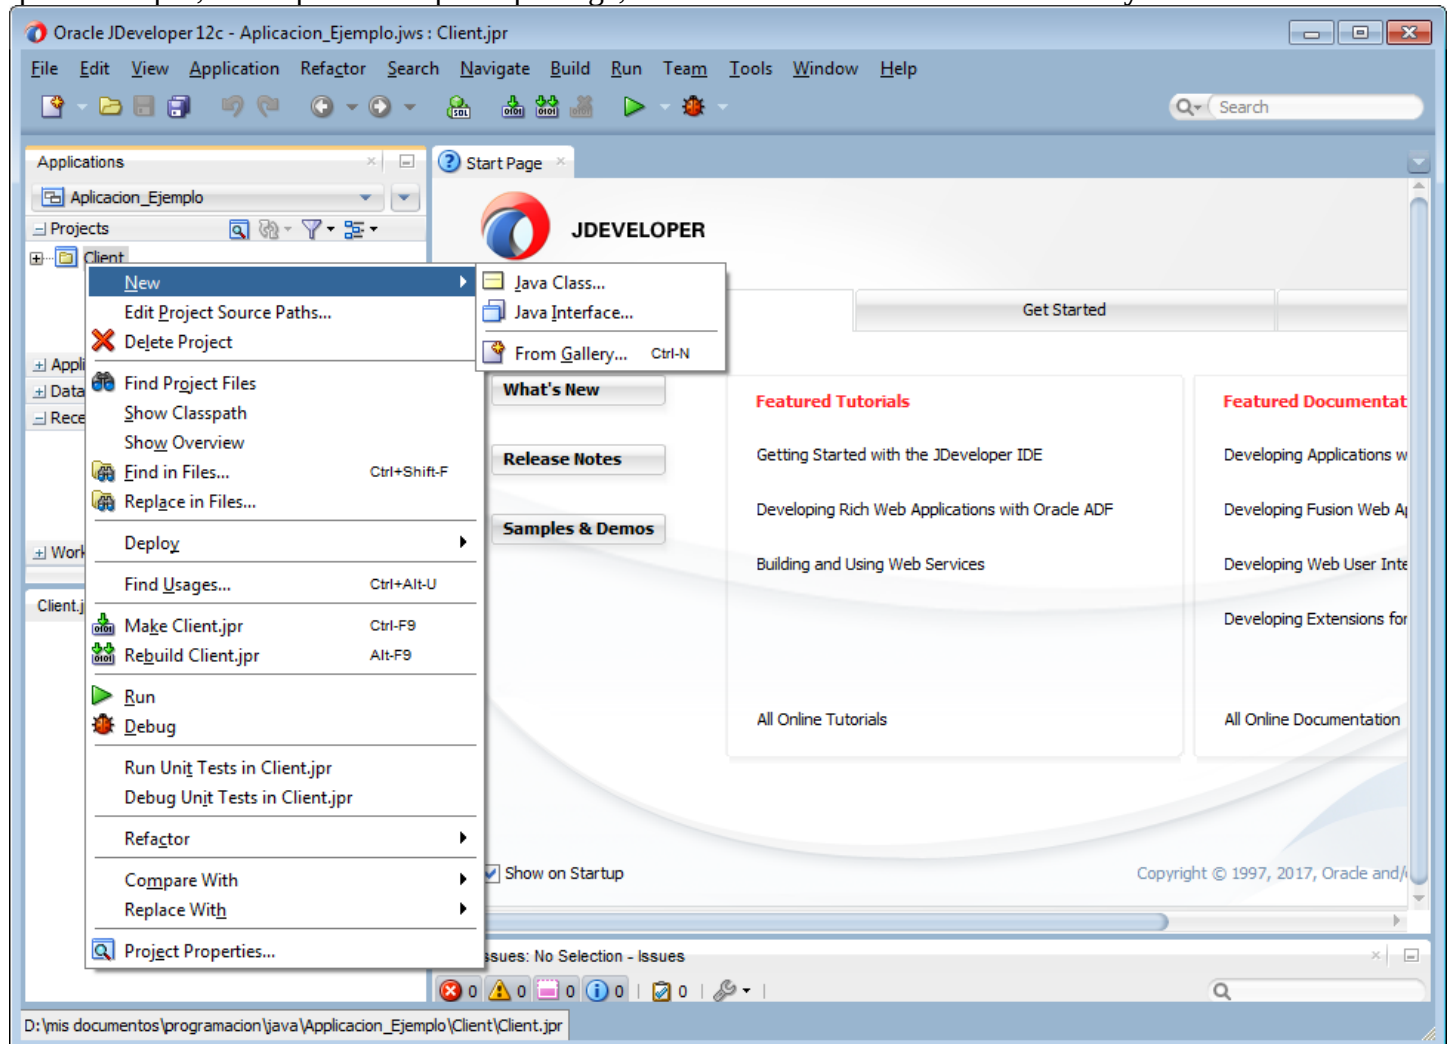 Oracle JDeveloper 12c - Aplicacion_Ejemplo.jws : Client.jpr
File Edit View Application Refactor Search Navigate Build Run Team Tools Window Help
Search
Applications
Start Page
Aplicacion_Ejemplo
Projects
JDEVELOPER
Client
New
Java Class...
Edit Project Source Paths...
Java Interface...
Get Started
Delete Project
From Gallery... Ctrl-N
Appli
Find Project Files
Data
What's New
Featured Tutorials
Featured Documentat
Show Classpath
Rece
Show Overview
Getting Started with the JDeveloper IDE
Developing Applications w
Release Notes
Find in Files... Ctrl+Shift-F
Replace in Files...
Developing Rich Web Applications with Oracle ADF
Developing Fusion Web Ap
Samples & Demos
Deploy
Work
Building and Using Web Services
Developing Web User Inte
Find Usages... Ctrl+Alt-U
Client.j
Developing Extensions for
Make Client.jpr Ctrl-F9
Rebuild Client.jpr Alt-F9
Run
All Online Tutorials
All Online Documentation
Debug
Run Unit Tests in Client.jpr
Debug Unit Tests in Client.jpr
Refactor
Show on Startup
Copyright © 1997, 2017, Oracle and/
Compare With
Replace With
Project Properties...
ssues: No Selection - Issues
0 0 0 0 0
D:\mis documentos\programacion\java\Applicacion_Ejemplo\Client\Client.jpr